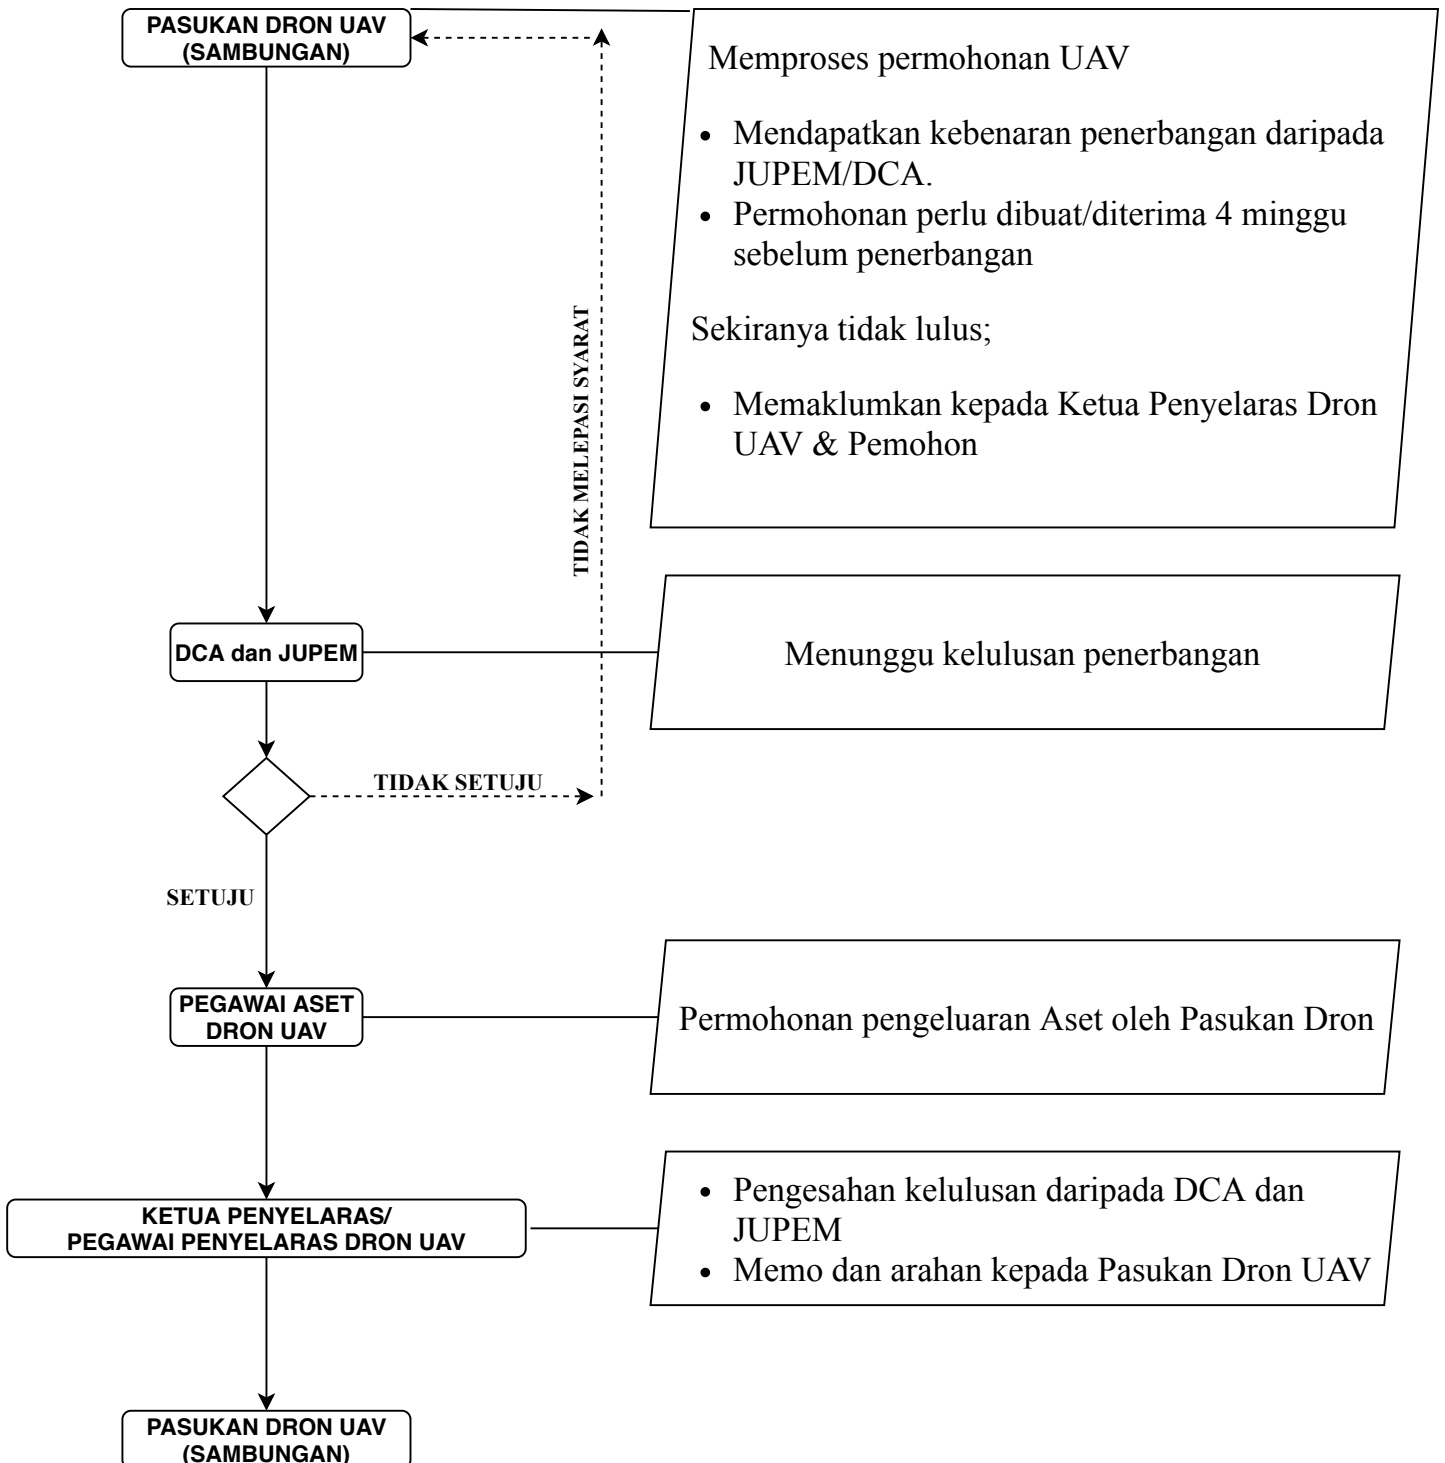 PASUKAN DRON UAV
(SAMBUNGAN)
Memproses permohonan UAV
• Mendapatkan kebenaran penerbangan daripada
JUPEM/DCA.
• Permohonan perlu dibuat/diterima 4 minggu
sebelum penerbangan
Sekiranya tidak lulus;
• Memaklumkan kepada Ketua Penyelaras Dron
UAV & Pemohon
TIDAK MELEPASI SYARAT
DCA dan JUPEM
Menunggu kelulusan penerbangan
TIDAK SETUJU
SETUJU
PEGAWAI ASET
DRON UAV
Permohonan pengeluaran Aset oleh Pasukan Dron
KETUA PENYELARAS/
PEGAWAI PENYELARAS DRON UAV
• Pengesahan kelulusan daripada DCA dan
JUPEM
• Memo dan arahan kepada Pasukan Dron UAV
PASUKAN DRON UAV
(SAMBUNGAN)